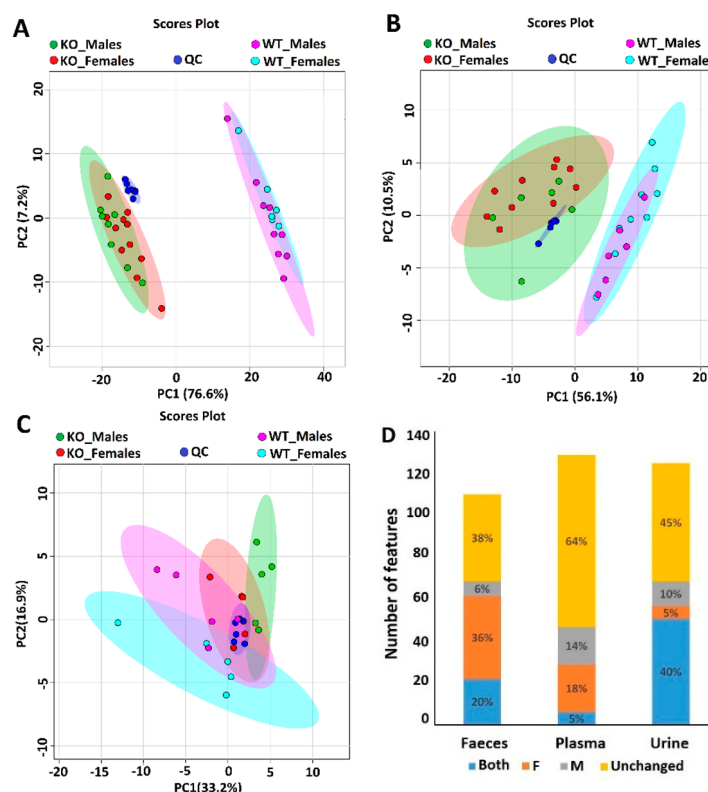 A
Scores Plot
KO_Males
WT_Males
KO_Females
QC
WT_Females
20
10
0
-10
-20
PC2 (7.2%)
-20
0
20
40
PC1 (76.6%)
B
Scores Plot
KO_Males
WT_Males
KO_Females
QC
WT_Females
10
5
0
-5
-10
PC2 (10.5%)
-20
-10
0
10
20
PC1 (56.1%)
C
Scores Plot
KO_Males
WT_Males
KO_Females
QC
WT_Females
10
5
0
-5
-10
PC2(16.9%)
-20
-15
-10
-5
0
5
10
PC1(33.2%)
D
Number of features
140
120
100
80
60
40
20
0
38%
6%
36%
20%
64%
14%
18%
5%
45%
10%
5%
40%
Faeces
Plasma
Urine
Both
F
M
Unchanged